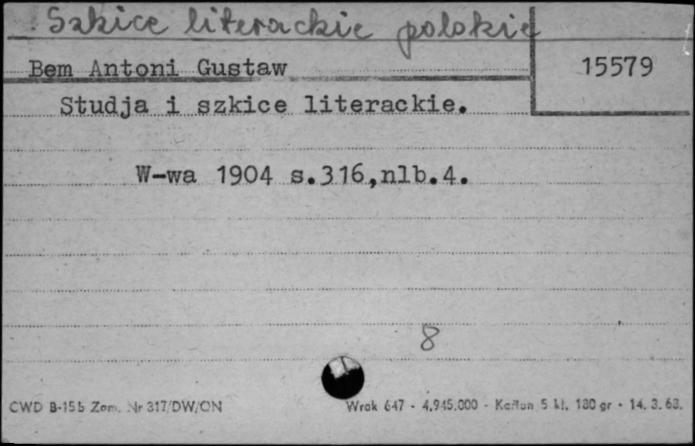 Szkice literackie polskie
Bem Antoni Gustaw
15579
Studja i szkice literackie.
W-wa 1904 s.316,nlb.4.
8
CWD B-15b Zam. Nr 317/DW/ON
Wrak 647 - 4.945.000 - Karton 5 kl. 180 gr - 14. 3. 63.